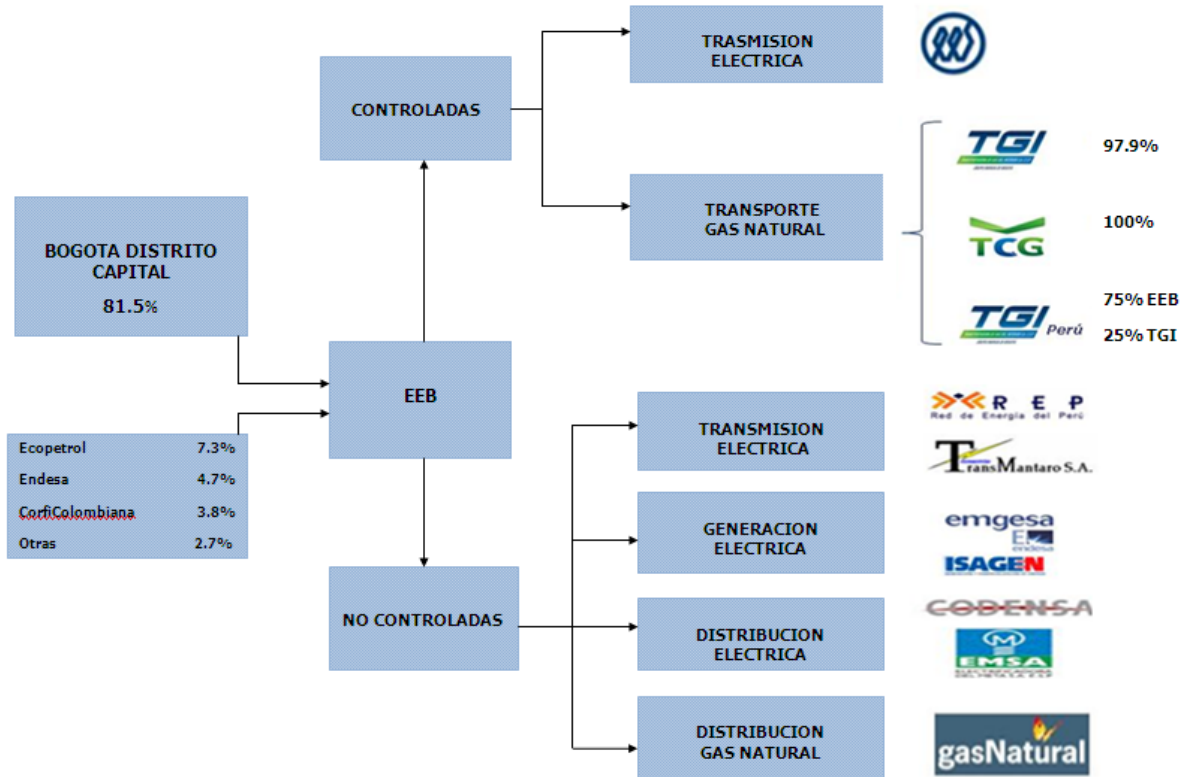 TRASMISION
ELECTRICA
CONTROLADAS
TGI
97.9%
TRANSPORTE
GAS NATURAL
TCG
100%
TGI Perú
75% EEB
25% TGI
BOGOTA DISTRITO
CAPITAL
81.5%
EEB
Ecopetrol 7.3%
Endesa 4.7%
CorfiColombiana 3.8%
Otras 2.7%
NO CONTROLADAS
TRANSMISION
ELECTRICA
R E P
Red de Energía del Perú
TransMantaro S.A.
GENERACION
ELECTRICA
emgesa
endesa
ISAGEN
DISTRIBUCION
ELECTRICA
CODENSA
EMSA
ELECTRIFICADORA
DEL META S.A. E.S.P.
DISTRIBUCION
GAS NATURAL
gasNatural